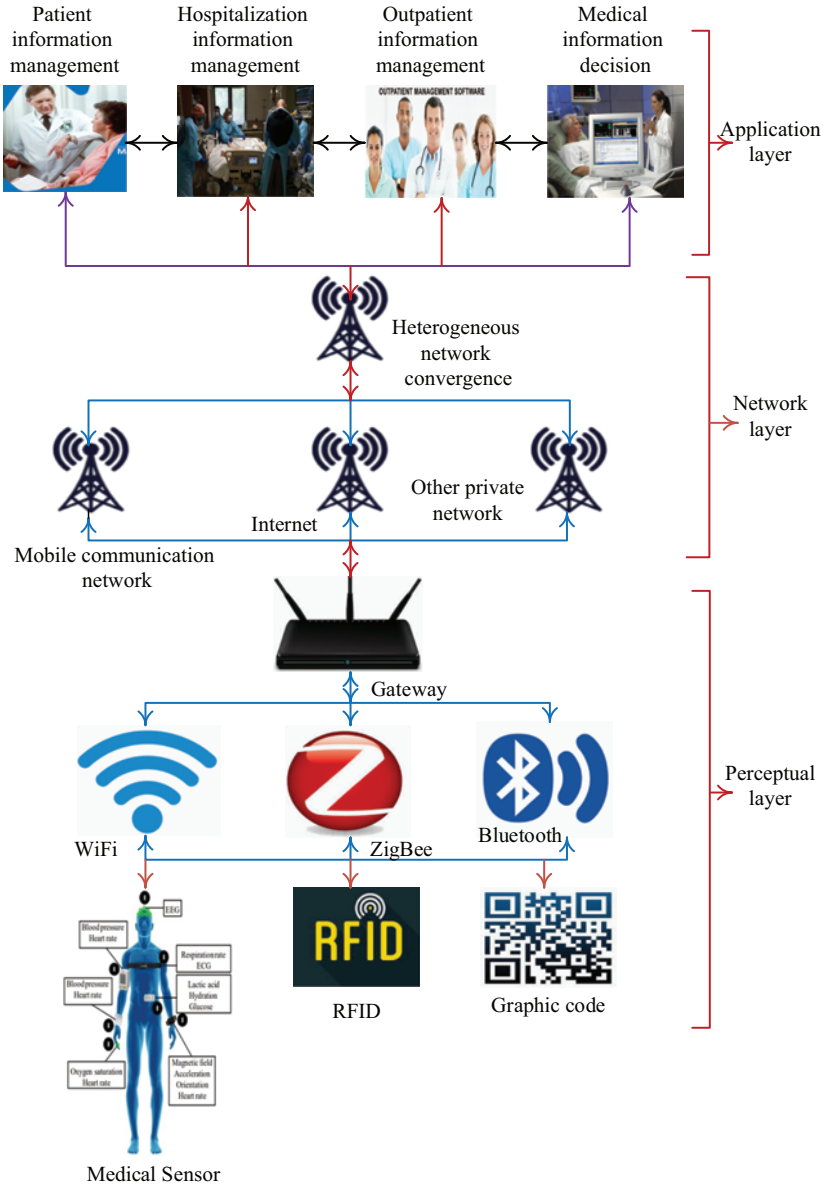 Patient
information
management
Hospitalization
information
management
Outpatient
information
management
Medical
information
decision
OUTPATIENT MANAGEMENT SOFTWARE
M
Application
layer
Heterogeneous
network
convergence
Network
layer
Other private
network
Internet
Mobile communication
network
Gateway
Perceptual
layer
WiFi
ZigBee
Bluetooth
EEG
Blood pressure
Heart rate
Respiration rate
ECG
Blood pressure
Heart rate
Lactic acid
Hydration
Glucose
Oxygen saturation
Heart rate
Magnetic field
Acceleration
Orientation
Heart rate
RFID
RFID
Graphic code
Medical Sensor